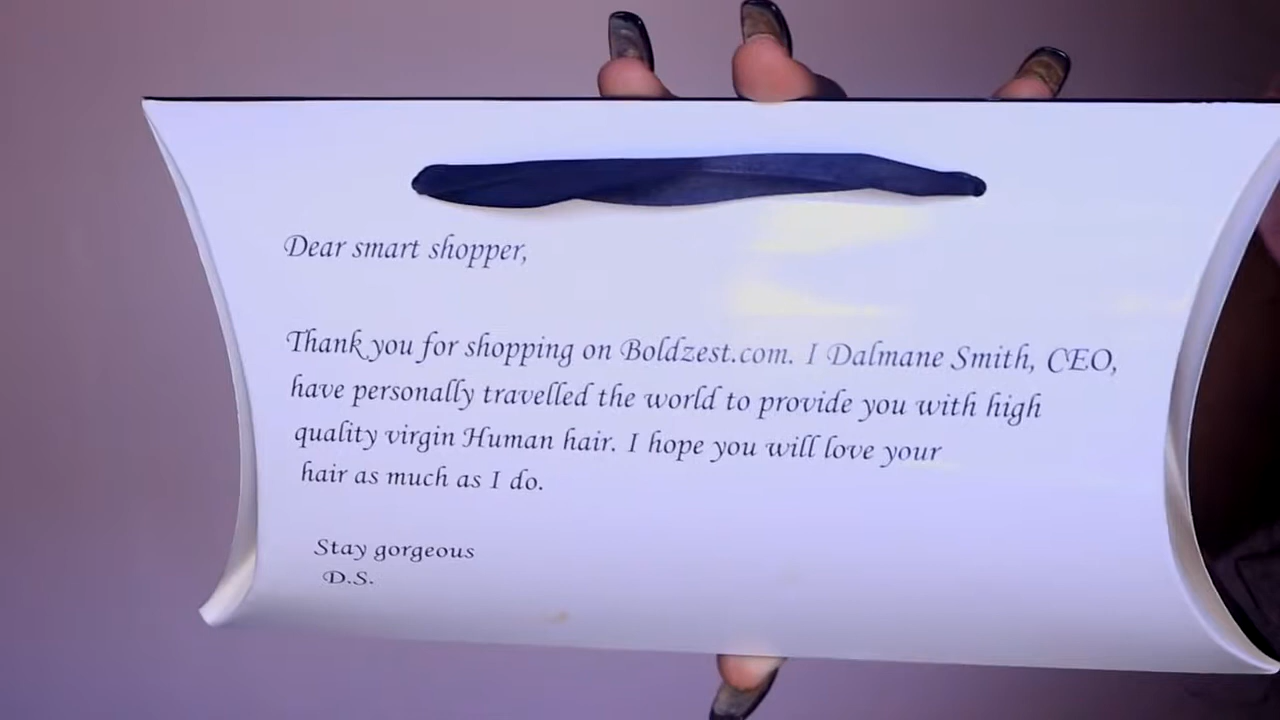 Dear smart shopper,
Thank you for shopping on Boldzest.com. I Dalmane Smith, CEO,
have personally travelled the world to provide you with high
quality virgin Human hair. I hope you will love your
hair as much as I do.
Stay gorgeous
D.S.